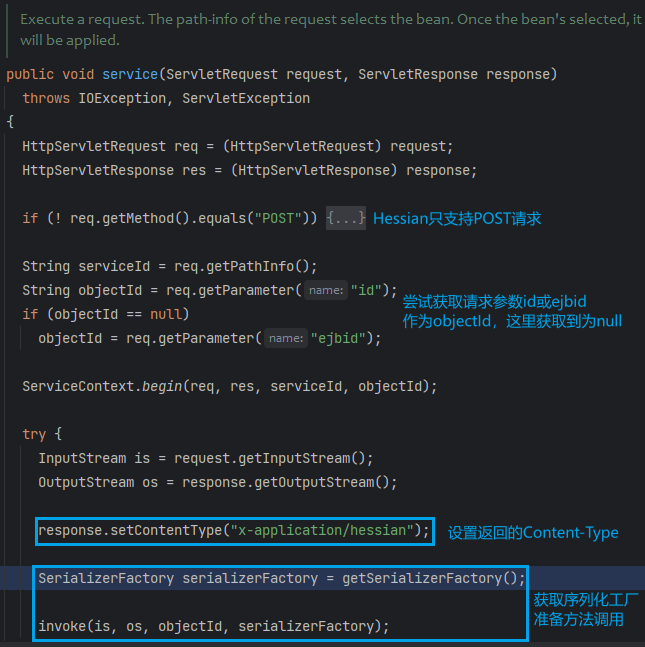 Execute a request. The path-info of the request selects the bean. Once the bean's selected, it
will be applied.
public void service(ServletRequest request, ServletResponse response)
throws IOException, ServletException
{
HttpServletRequest req = (HttpServletRequest) request;
HttpServletResponse res = (HttpServletResponse) response;
if (! req.getMethod().equals("POST")) {...} Hessian只支持POST请求
String serviceId = req.getPathInfo();
String objectId = req.getParameter( name: "id");
尝试获取请求参数id或ejbid
if (objectId == null)
作为objectId，这里获取到为null
objectId = req.getParameter( name: "ejbid");
ServiceContext.begin(req, res, serviceId, objectId);
try {
InputStream is = request.getInputStream();
OutputStream os = response.getOutputStream();
response.setContentType("x-application/hessian"); 设置返回的Content-Type
SerializerFactory serializerFactory = getSerializerFactory();
获取序列化工厂
准备方法调用
invoke(is, os, objectId, serializerFactory);